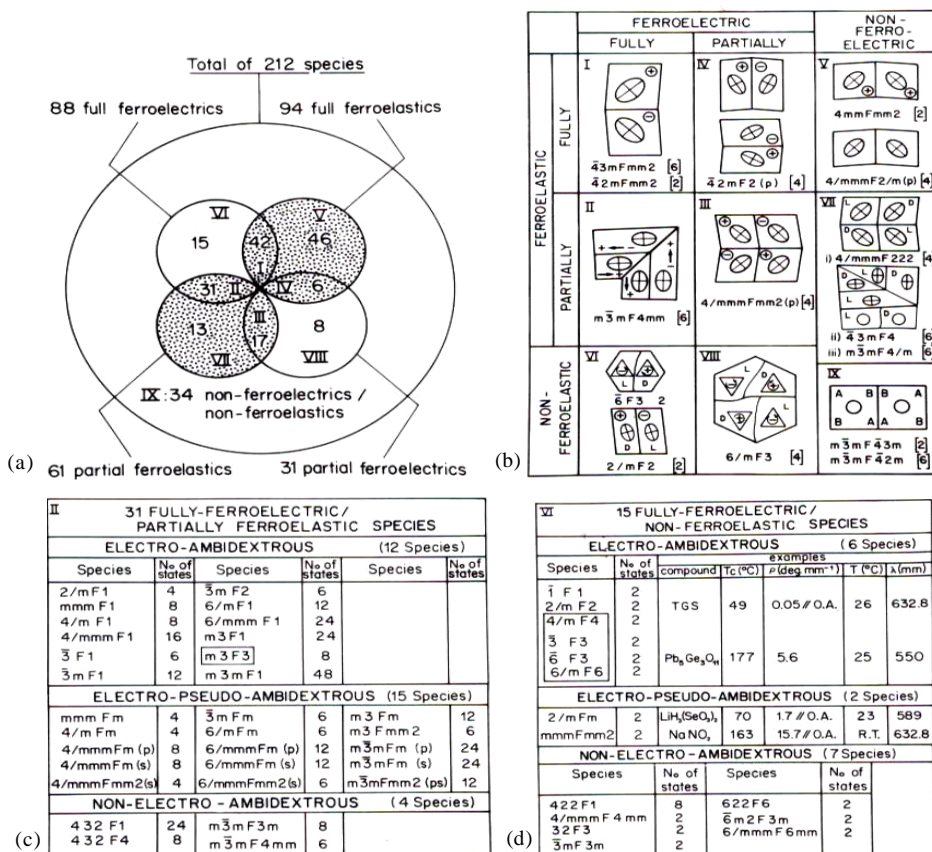 Total of 212 species
88 full ferroelectrics
94 full ferroelastics
VI
V
15
42
46
I
31
II
IV
6
III
13
17
8
VII
VIII
IX: 34 non-ferroelectrics /
non-ferroelastics
(a)
61 partial ferroelastics
31 partial ferroelectrics
FERROELECTRIC
NON-
FERRO-
ELECTRIC
FULLY
PARTIALLY
FERROELASTIC
FULLY
PARTIALLY
NON-
FERROELASTIC
I
4̄3mFmm2 [6]
4̄2mFmm2 [2]
IV
4̄2mF2(p) [4]
V
4mmFmm2 [2]
4/mmmF2/m(p) [4]
II
m3̄mF4mm [6]
III
4/mmmFmm2(p) [4]
VII
L D
D L
i) 4/mmmF222 [4
D L D
L D
ii) 4̄3mF4 [6
iii) m3̄mF4/m [6
VI
L D
6̄F3 2
D L
2/mF2 [2]
VIII
D L
D L
6/mF3 [4]
IX
A B B A
B A A B
m3̄mF4̄3m [2]
m3̄mF4̄2m [6]
(b)
II
31 FULLY-FERROELECTRIC/
PARTIALLY FERROELASTIC SPECIES
ELECTRO-AMBIDEXTROUS (12 Species)
Species No of states Species No of states Species No of states
2/mF1 4 3̄mF2 6
mmmF1 8 6/mF1 12
4/mF1 8 6/mmmF1 24
4/mmmF1 16 m3F1 24
3̄F1 6 m3F3 8
3̄mF1 12 m3mF1 48
ELECTRO-PSEUDO-AMBIDEXTROUS (15 Species)
mmmFm 4 3̄mFm 6 m3Fm 12
4/mFm 4 6/mFm 6 m3Fmm2 6
4/mmmFm(p) 8 6/mmmFm(p) 12 m3̄mFm(p) 24
4/mmmFm(s) 8 6/mmmFm(s) 12 m3̄mFm(s) 24
4/mmmFmm2(s) 4 6/mmmFmm2(s) 6 m3̄mFmm2(ps) 12
NON-ELECTRO-AMBIDEXTROUS (4 Species)
432F1 24 m3̄mF3m 8
432F4 8 m3̄mF4mm 6
(c)
VI
15 FULLY-FERROELECTRIC/
NON-FERROELASTIC SPECIES
ELECTRO-AMBIDEXTROUS (6 Species)
examples
Species No of states compound Tc(°C) ρ(deg mm⁻¹) T(°C) λ(mm)
1̄F1 2
2/mF2 2 TGS 49 0.05//O.A. 26 632.8
4/mF4 2
3̄F3 2
6̄F3 2 Pb₅Ge₃O₁₁ 177 5.6 25 550
6/mF6 2
ELECTRO-PSEUDO-AMBIDEXTROUS (2 Species)
2/mFm 2 LiH₃(SeO₃)₂ 70 1.7//O.A. 23 589
mmmFmm2 2 NaNO₂ 163 15.7//O.A. R.T. 632.8
NON-ELECTRO-AMBIDEXTROUS (7 Species)
Species No of states Species No of states
422F1 8 622F6 2
4/mmmF4mm 2 6̄m2F3m 2
32F3 2 6/mmmF6mm 2
3̄mF3m 2
(d)